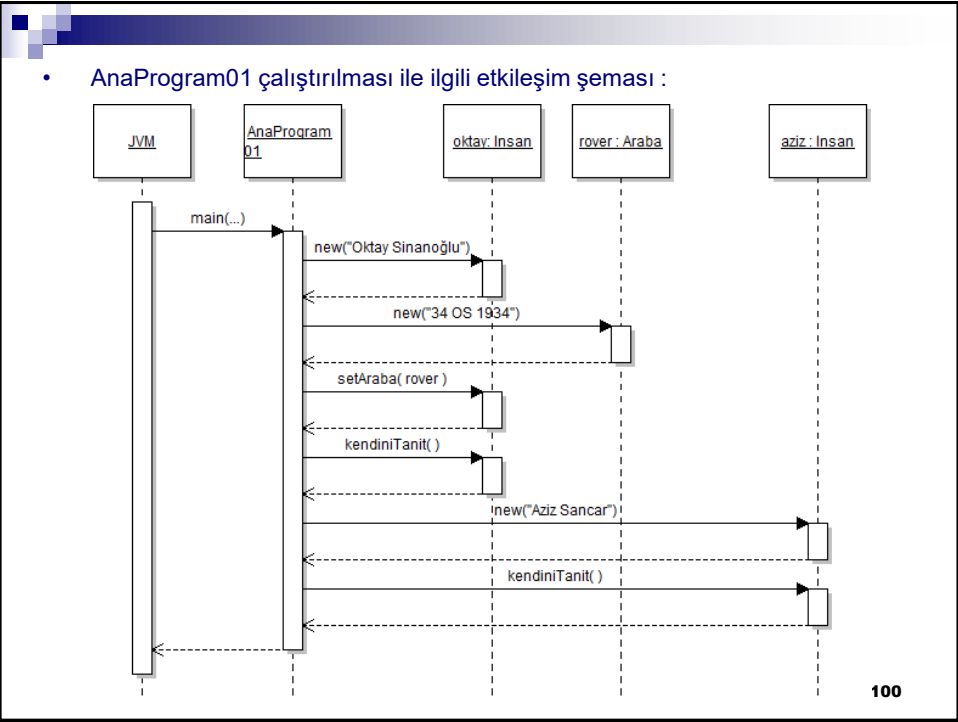 • AnaProgram01 çalıştırılması ile ilgili etkileşim şeması :
JVM
AnaProgram
01
oktay: Insan
rover : Araba
aziz : Insan
main(...)
new("Oktay Sinanoğlu")
new("34 OS 1934")
setAraba( rover )
kendiniTanit( )
new("Aziz Sancar")
kendiniTanit( )
100